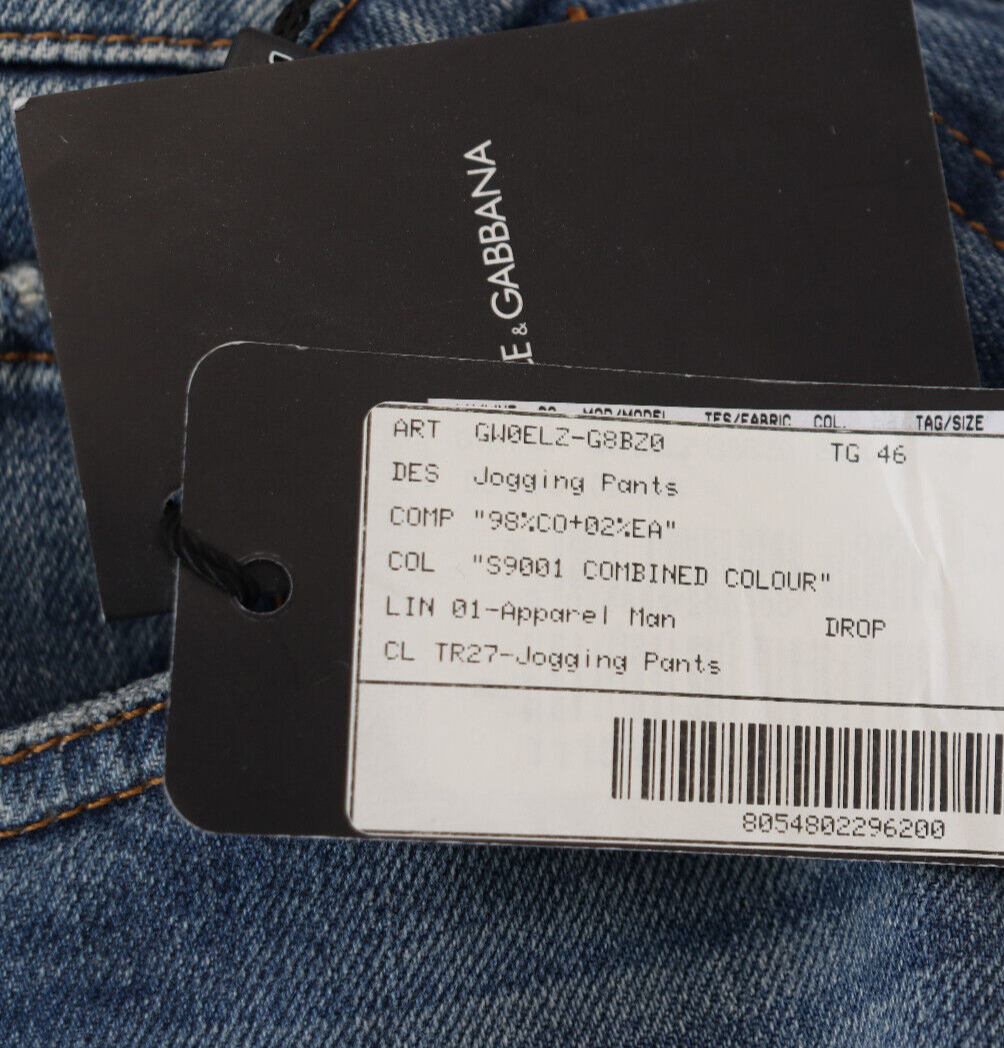 E & GABBANA
MOD/MODEL TES/FABRIC COL. TAG/SIZE
ART GW0ELZ-G8BZ0 TG 46
DES Jogging Pants
COMP "98%CO+02%EA"
COL "S9001 COMBINED COLOUR"
LIN 01-Apparel Man DROP
CL TR27-Jogging Pants
8054802296200